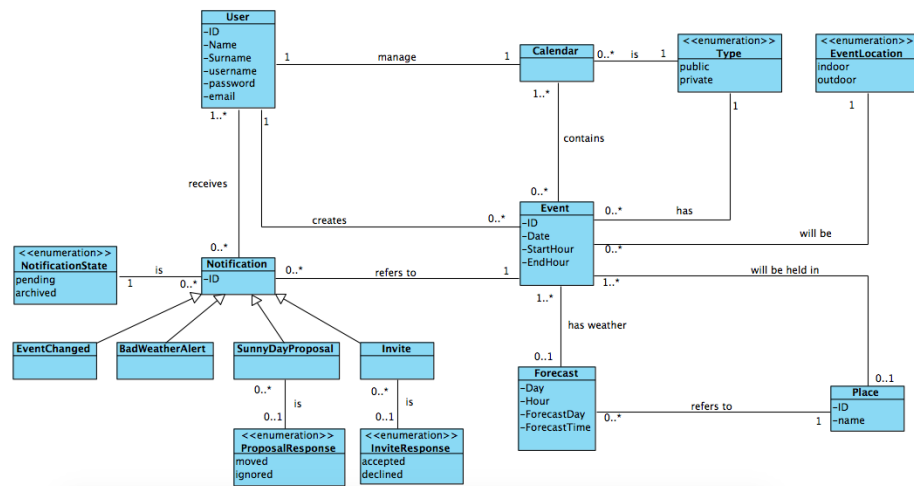 User
-ID
-Name
-Surname
-username
-password
-email
1
manage
1
Calendar
0..*
is
1
<<enumeration>>
Type
public
private
<<enumeration>>
EventLocation
indoor
outdoor
1..*
1
1..*
1
1
receives
contains
creates
0..*
0..*
Event
-ID
-Date
-StartHour
-EndHour
0..*
has
will be
0..*
0..*
<<enumeration>>
NotificationState
pending
archived
is
1
0..*
Notification
-ID
0..*
refers to
1
will be held in
1..*
1..*
has weather
EventChanged
BadWeatherAlert
SunnyDayProposal
Invite
0..1
0..1
Forecast
-Day
-Hour
-ForecastDay
-ForecastTime
0..*
refers to
1
Place
-ID
-name
0..*
is
0..1
0..*
is
0..1
<<enumeration>>
ProposalResponse
moved
ignored
<<enumeration>>
InviteResponse
accepted
declined